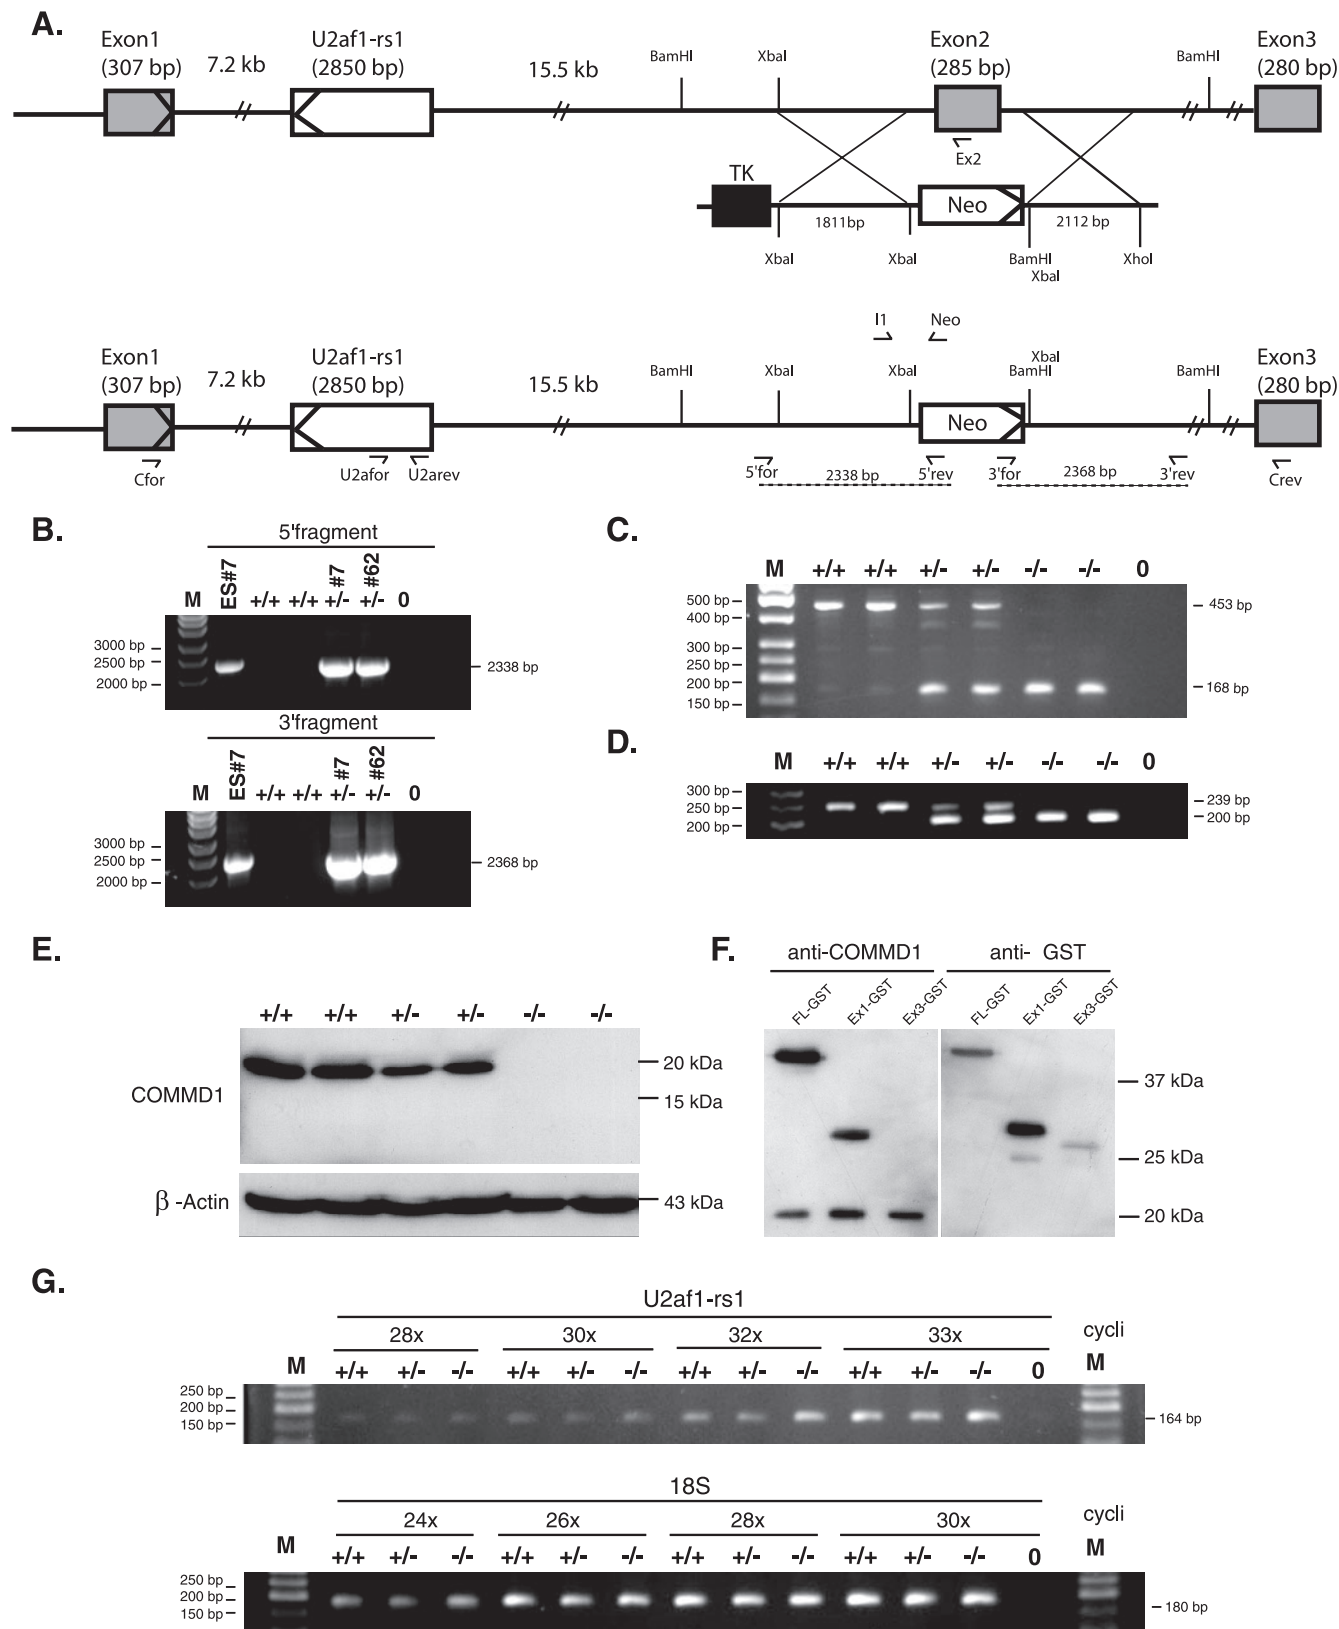 A.
Exon1
(307 bp)
7.2 kb
U2af1-rs1
(2850 bp)
15.5 kb
BamHI
XbaI
Exon2
(285 bp)
BamHI
Exon3
(280 bp)
Ex2
TK
Neo
1811bp
2112 bp
XbaI
XbaI
BamHI
XbaI
XhoI
I1
Neo
Exon1
(307 bp)
7.2 kb
U2af1-rs1
(2850 bp)
15.5 kb
BamHI
XbaI
XbaI
XbaI
BamHI
BamHI
Exon3
(280 bp)
Neo
Cfor
U2afor
U2arev
5'for
2338 bp
5'rev
3'for
2368 bp
3'rev
Crev
B.
5'fragment
M ES#7 +/+ +/+ #7 +/- #62 +/- 0
3000 bp
2500 bp
2000 bp
2338 bp
3'fragment
M ES#7 +/+ +/+ #7 +/- #62 +/- 0
3000 bp
2500 bp
2000 bp
2368 bp
C.
M +/+ +/+ +/- +/- -/- -/- 0
500 bp
400 bp
300 bp
250 bp
200 bp
150 bp
453 bp
168 bp
D.
M +/+ +/+ +/- +/- -/- -/- 0
300 bp
250 bp
200 bp
239 bp
200 bp
E.
+/+ +/+ +/- +/- -/- -/-
COMMD1
20 kDa
15 kDa
β -Actin
43 kDa
F.
anti-COMMD1
anti- GST
FL-GST Ex1-GST Ex3-GST FL-GST Ex1-GST Ex3-GST
37 kDa
25 kDa
20 kDa
G.
U2af1-rs1
28x 30x 32x 33x cycli
M +/+ +/- -/- +/+ +/- -/- +/+ +/- -/- +/+ +/- -/- 0 M
250 bp
200 bp
150 bp
164 bp
18S
24x 26x 28x 30x cycli
M +/+ +/- -/- +/+ +/- -/- +/+ +/- -/- +/+ +/- -/- 0 M
250 bp
200 bp
150 bp
180 bp